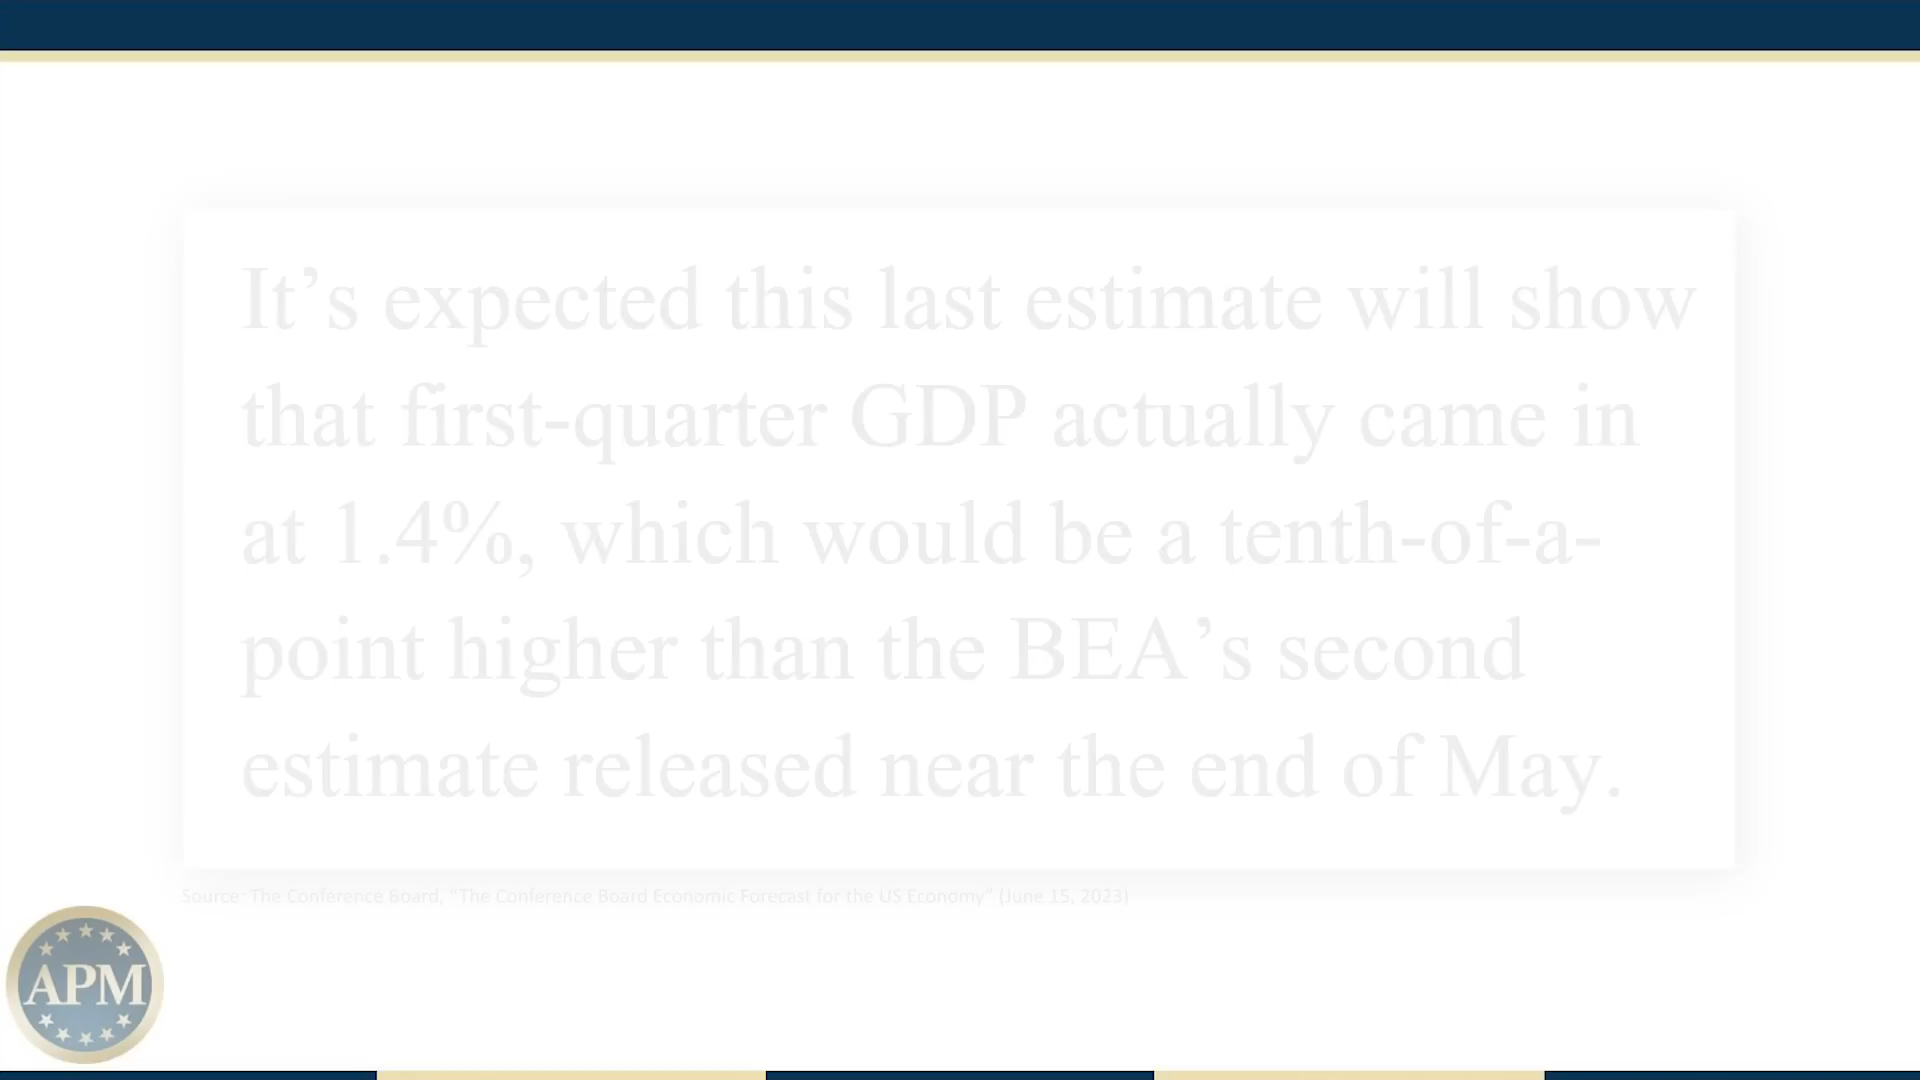 It’s expected this last estimate will show
that first-quarter GDP actually came in
at 1.4%, which would be a tenth-of-a-
point higher than the BEA’s second
estimate released near the end of May.
Source: The Conference Board, “The Conference Board Economic Forecast for the US Economy” (June 15, 2023)
APM